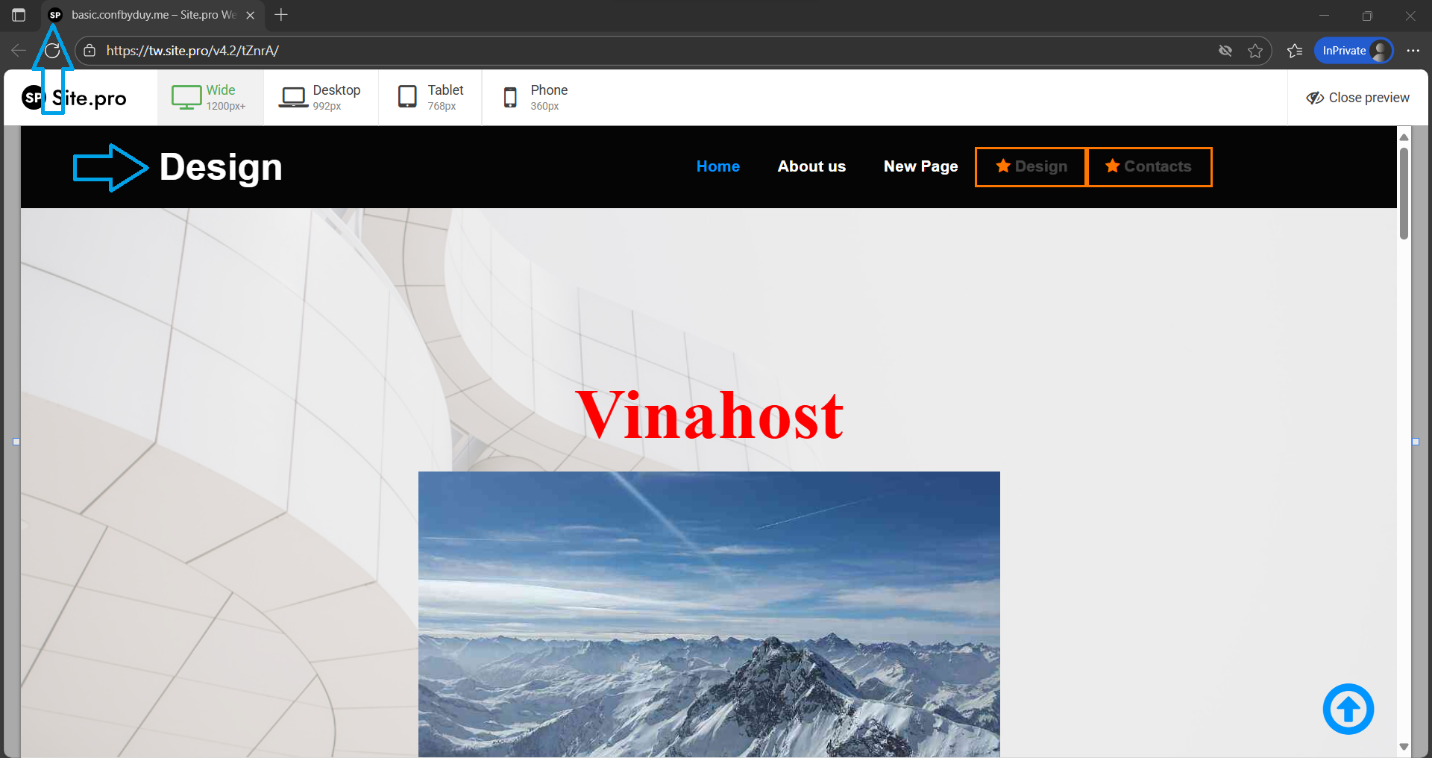 basic.confbyduy.me – Site.pro We
https://tw.site.pro/v4.2/tZnrA/
InPrivate
SP Site.pro
Wide
1200px+
Desktop
992px
Tablet
768px
Phone
360px
Close preview
Design
Home
About us
New Page
Design
Contacts
Vinahost